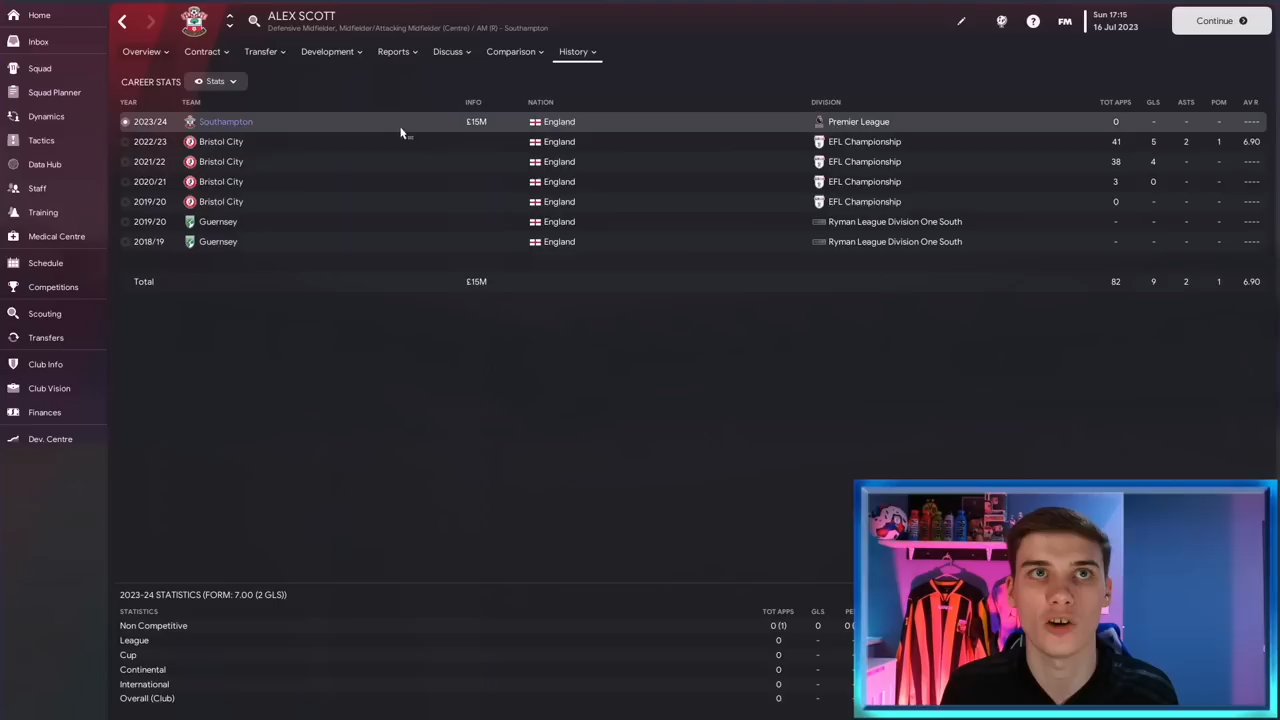 Home
Inbox
Squad
Squad Planner
Dynamics
Tactics
Data Hub
Staff
Training
Medical Centre
Schedule
Competitions
Scouting
Transfers
Club Info
Club Vision
Finances
Dev. Centre
ALEX SCOTT
Defensive Midfielder, Midfielder/Attacking Midfielder (Centre) / AM (R) - Southampton
FM
Sun 17:15
16 Jul 2023
Continue
Overview Contract Transfer Development Reports Discuss Comparison History
CAREER STATS Stats
YEAR TEAM INFO NATION DIVISION TOT APPS GLS ASTS POM AV R
2023/24 Southampton £15M England Premier League 0 - - - ----
2022/23 Bristol City England EFL Championship 41 5 2 1 6.90
2021/22 Bristol City England EFL Championship 38 4 - - ----
2020/21 Bristol City England EFL Championship 3 0 - - ----
2019/20 Bristol City England EFL Championship 0 - - - ----
2019/20 Guernsey England Ryman League Division One South - - - - ----
2018/19 Guernsey England Ryman League Division One South - - - - ----
Total £15M 82 9 2 1 6.90
2023-24 STATISTICS (FORM: 7.00 (2 GLS))
STATISTICS TOT APPS GLS PE
Non Competitive 0 (1) 0 0 (
League 0 -
Cup 0 -
Continental 0 -
International 0 -
Overall (Club) 0 -